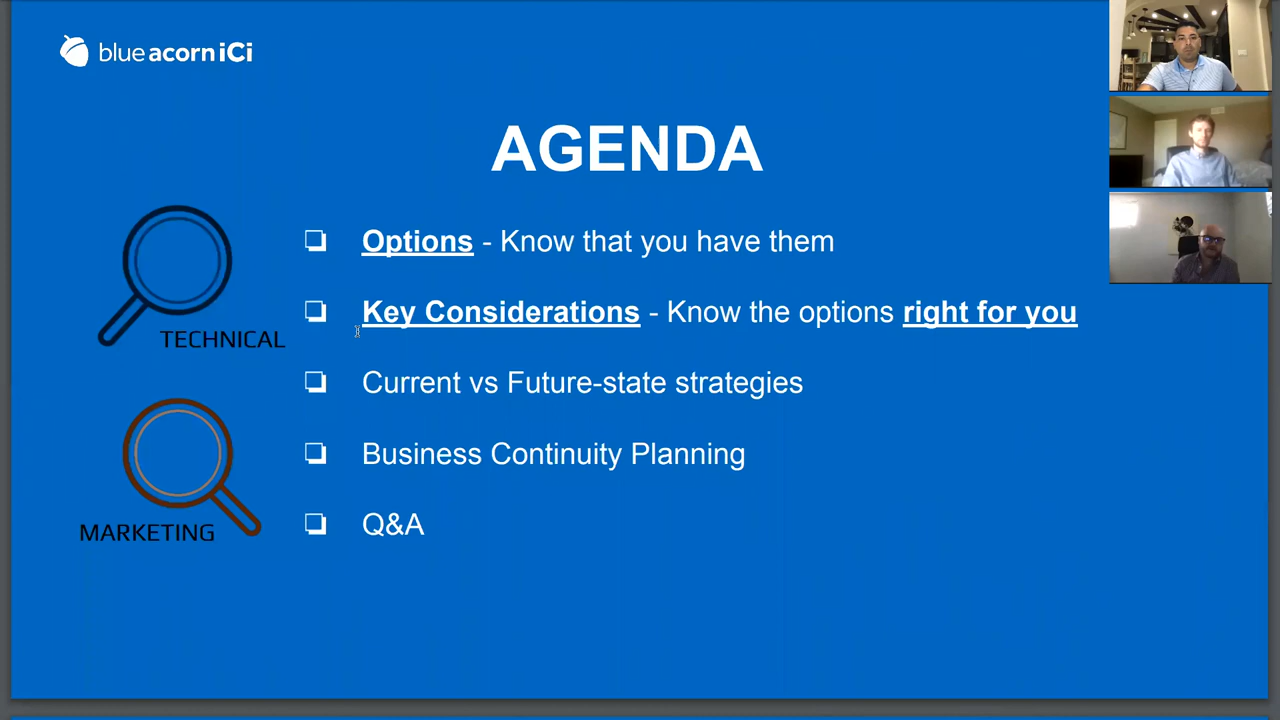 blue acorn iCi
AGENDA
Options - Know that you have them
Key Considerations - Know the options right for you
TECHNICAL
Current vs Future-state strategies
Business Continuity Planning
MARKETING
Q&A